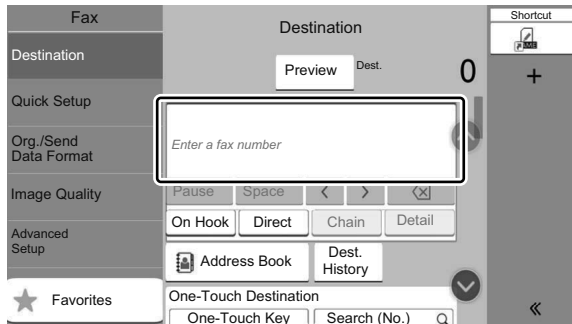 Fax
Destination
Shortcut
Destination
Preview
Dest.
0
Quick Setup
Enter a fax number
Org./Send
Data Format
Image Quality
Pause
Space
On Hook
Direct
Chain
Detail
Advanced
Setup
Address Book
Dest.
History
Favorites
One-Touch Destination
One-Touch Key
Search (No.)